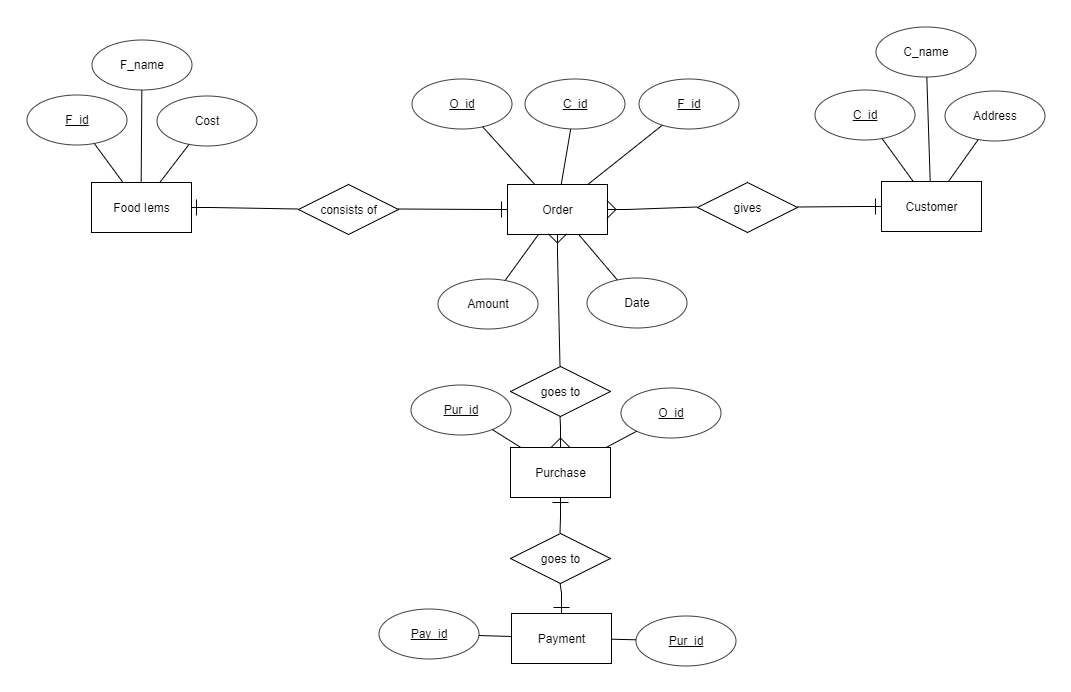 F_name
C_name
F_id
Cost
O_id
C_id
F_id
C_id
Address
Food Iems
consists of
Order
gives
Customer
Amount
Date
goes to
Pur_id
O_id
Purchase
goes to
Pay_id
Payment
Pur_id